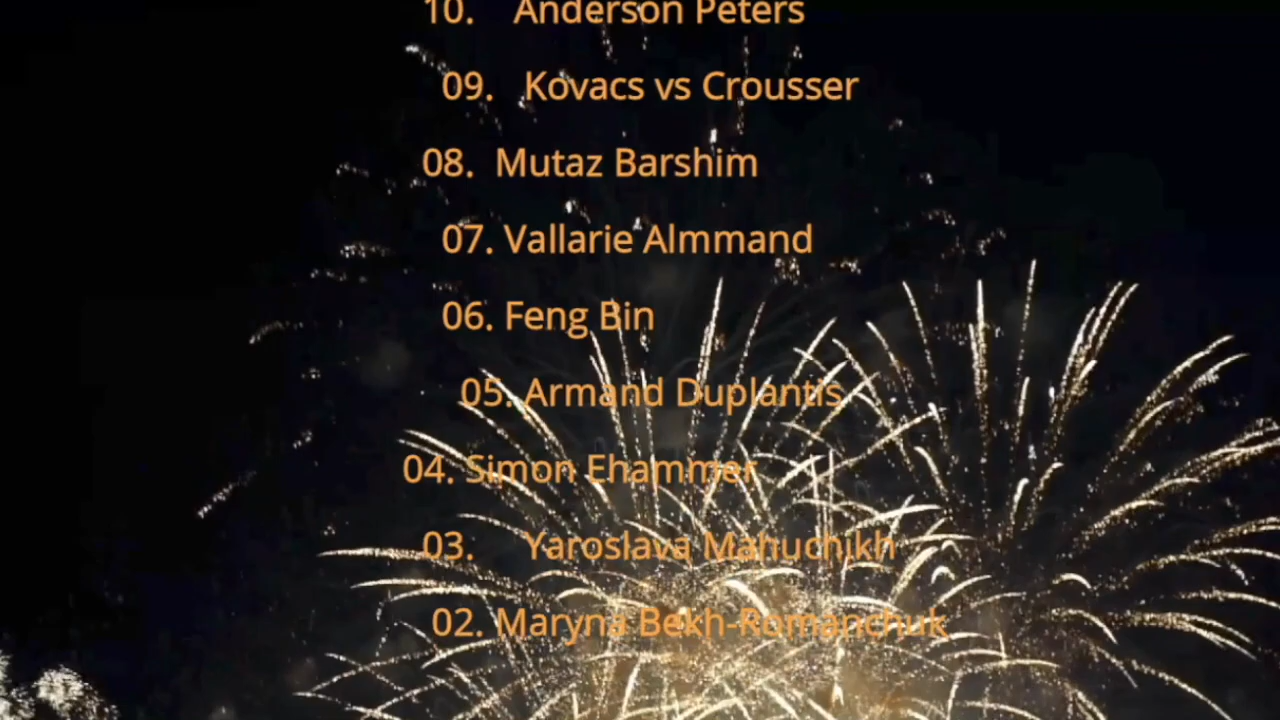 10. Anderson Peters
09. Kovacs vs Crousser
08. Mutaz Barshim
07. Vallarie Almmand
06. Feng Bin
05. Armand Duplantis
04. Simon Ehammer
03. Yaroslava Mahuchikh
02. Maryna Bekh-Romanchuk